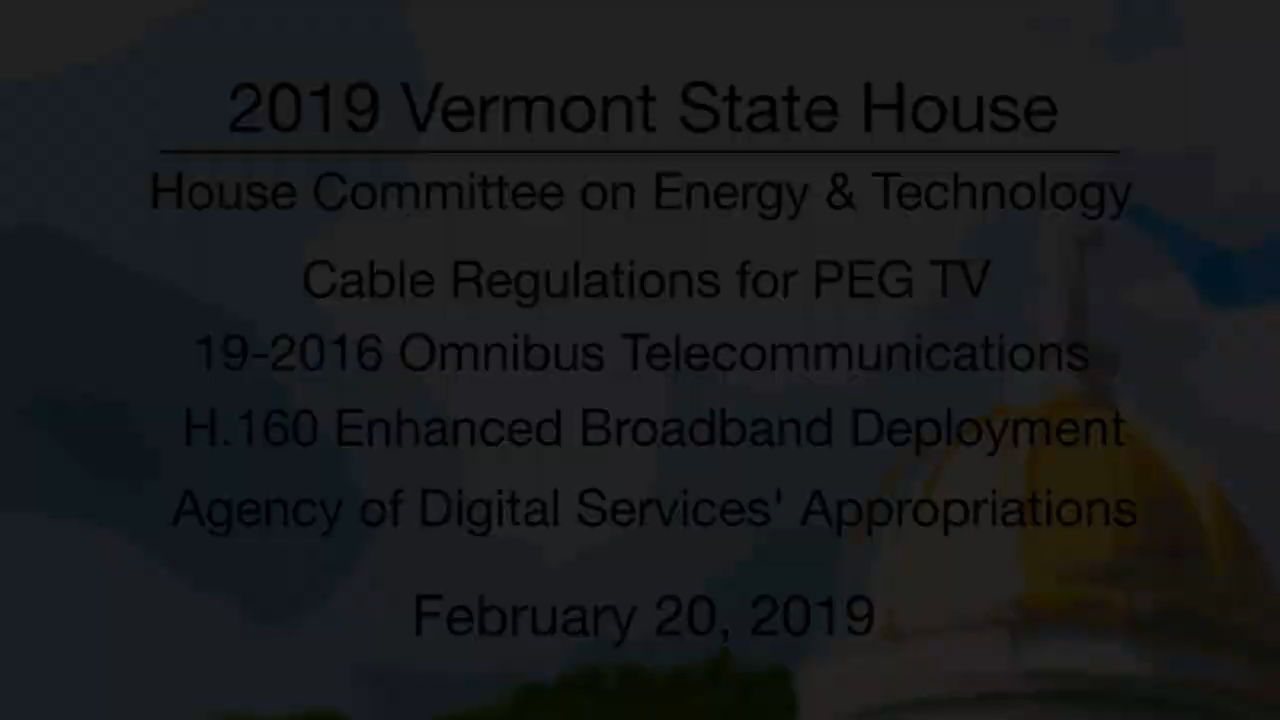 2019 Vermont State House
House Committee on Energy & Technology
Cable Regulations for PEG TV
19-2016 Omnibus Telecommunications
H.160 Enhanced Broadband Deployment
Agency of Digital Services' Appropriations
February 20, 2019